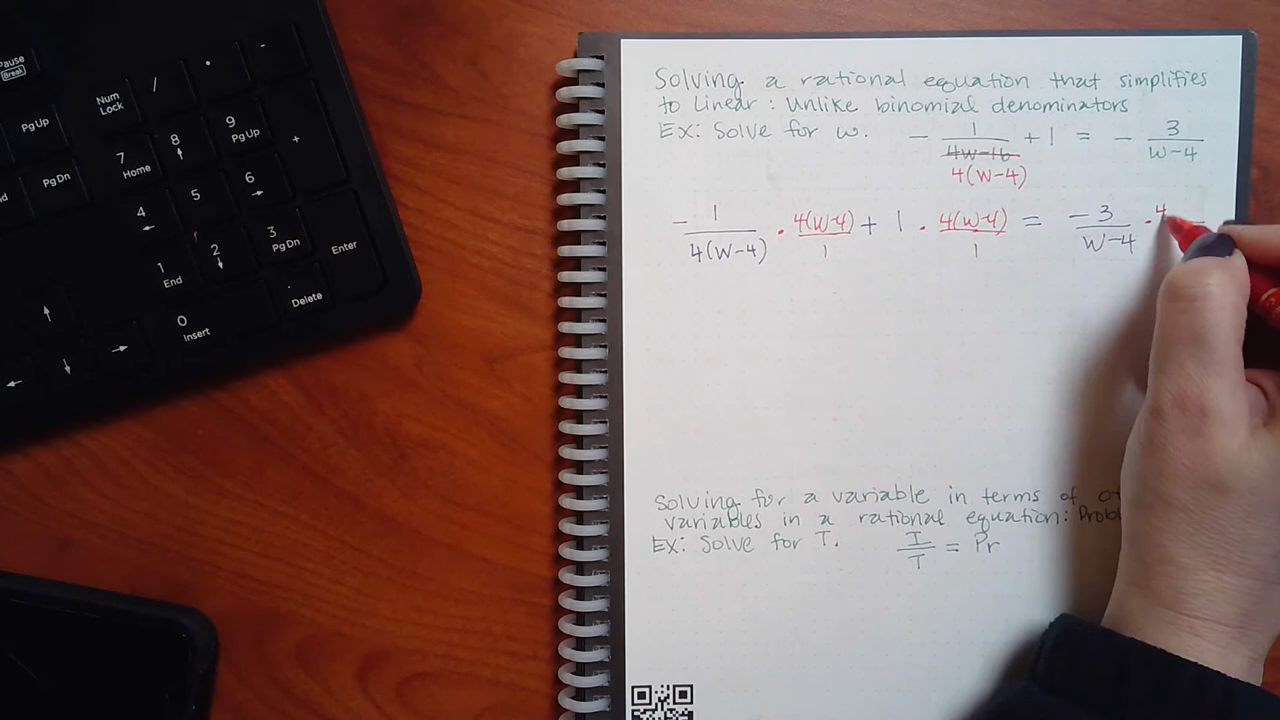 Pause
Break
Num Lock
/
.
-
PgUp
7 Home
8
9 PgUp
+
PgDn
4
5
6
1 End
2
3 PgDn
Enter
0 Insert
. Delete
Solving a rational equation that simplifies
to Linear: Unlike binomial denominators
Ex: Solve for w. - 1/(4w-16) + 1 = - 3/(w-4)
4(w-4)
- 1/(4(w-4)) · 4(w-4)/1 + 1 · 4(w-4)/1 = -3/(w-4) · 4
Solving for a variable in terms of
variables in a rational equation:
Ex: Solve for T. I/T = Pr